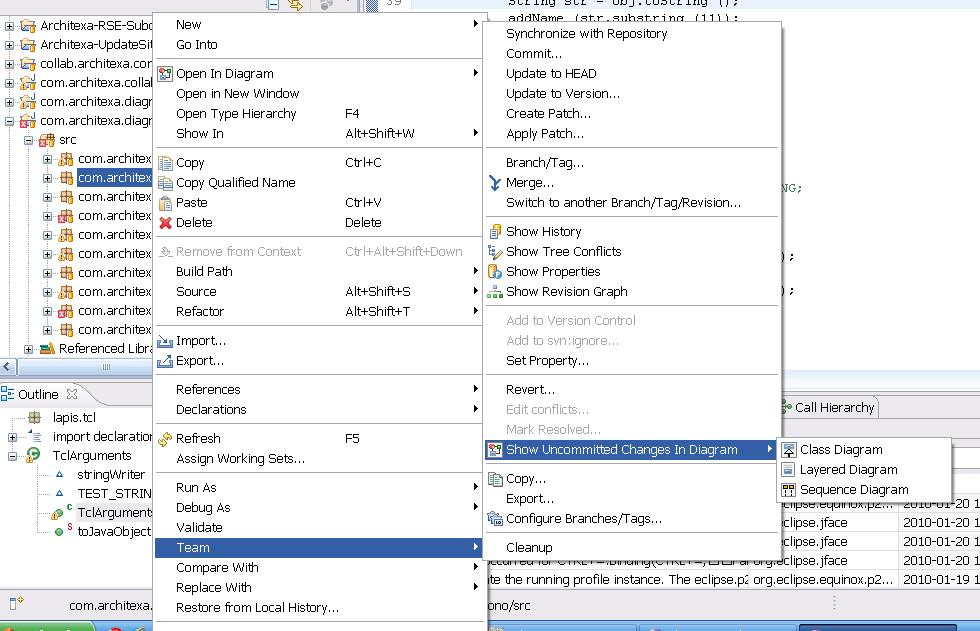 Architexa-RSE-Subc
Architexa-UpdateSit
collab.architexa.cor
com.architexa.collal
com.architexa.diagr
com.architexa.diagr
src
com.architex
com.architex
com.architex
com.architex
com.architex
com.architex
com.architex
com.architex
com.architex
com.architex
Referenced Libra
Outline
lapis.tcl
import declaration
TclArguments
stringWriter
TEST_STRIN
TclArguments
toJavaObject
com.architexa.
New
Go Into
Open In Diagram
Open in New Window
Open Type Hierarchy F4
Show In Alt+Shift+W
Copy Ctrl+C
Copy Qualified Name
Paste Ctrl+V
Delete Delete
Remove from Context Ctrl+Alt+Shift+Down
Build Path
Source Alt+Shift+S
Refactor Alt+Shift+T
Import...
Export...
References
Declarations
Refresh F5
Assign Working Sets...
Run As
Debug As
Validate
Team
Compare With
Replace With
Restore from Local History...
39
String str = obj.toString ();
addName (str.substring (11));
Synchronize with Repository
Commit...
Update to HEAD
Update to Version...
Create Patch...
Apply Patch...
Branch/Tag...
Merge...
Switch to another Branch/Tag/Revision...
Show History
Show Tree Conflicts
Show Properties
Show Revision Graph
Add to Version Control
Add to svn:ignore...
Set Property...
Revert...
Edit conflicts...
Mark Resolved...
Show Uncommitted Changes In Diagram
Copy...
Export...
Configure Branches/Tags...
Cleanup
NG;
);
);
Call Hierarchy
Class Diagram
Layered Diagram
Sequence Diagram
eclipse.equinox.p2... 2010-01-20 1
eclipse.jface 2010-01-20 1
eclipse.jface 2010-01-20 1
org.eclipse.jface 2010-01-20 1
te the running profile instance. The eclipse.p2 org.eclipse.equinox.p2... 2010-01-19 1
ono/src